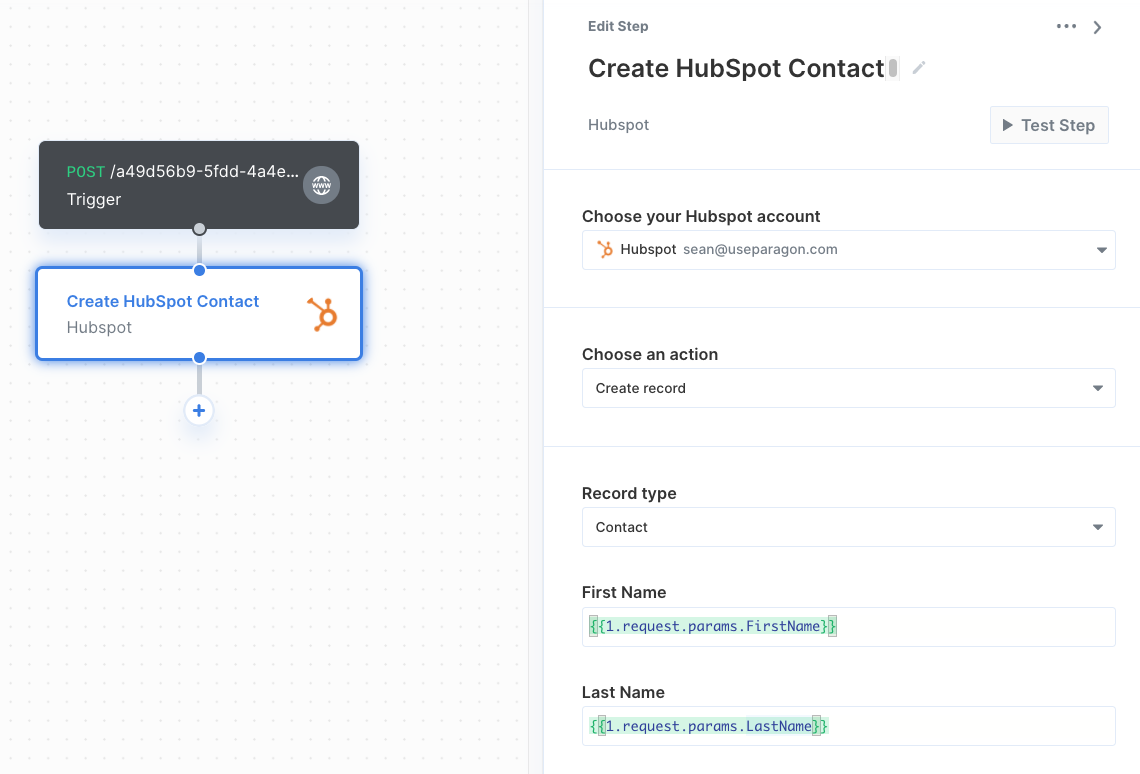 POST /a49d56b9-5fdd-4a4e...
Trigger
www
Create HubSpot Contact
Hubspot
Edit Step
Create HubSpot Contact
Hubspot
Test Step
Choose your Hubspot account
Hubspot sean@useparagon.com
Choose an action
Create record
Record type
Contact
First Name
{{1.request.params.FirstName}}
Last Name
{{1.request.params.LastName}}